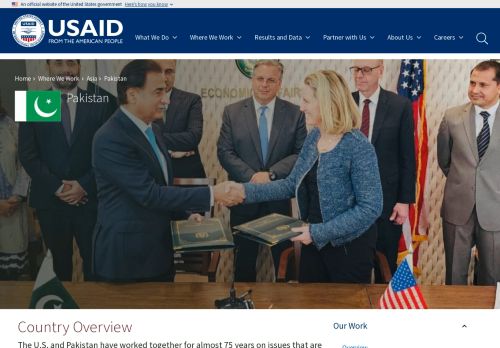 An official website of the United States government Here's how you know
USAID
FROM THE AMERICAN PEOPLE
What We Do
Where We Work
Results and Data
Partner with Us
About Us
Careers
Home › Where We Work › Asia › Pakistan
Pakistan
Country Overview
The U.S. and Pakistan have worked together for almost 75 years on issues that are
Our Work
Overview